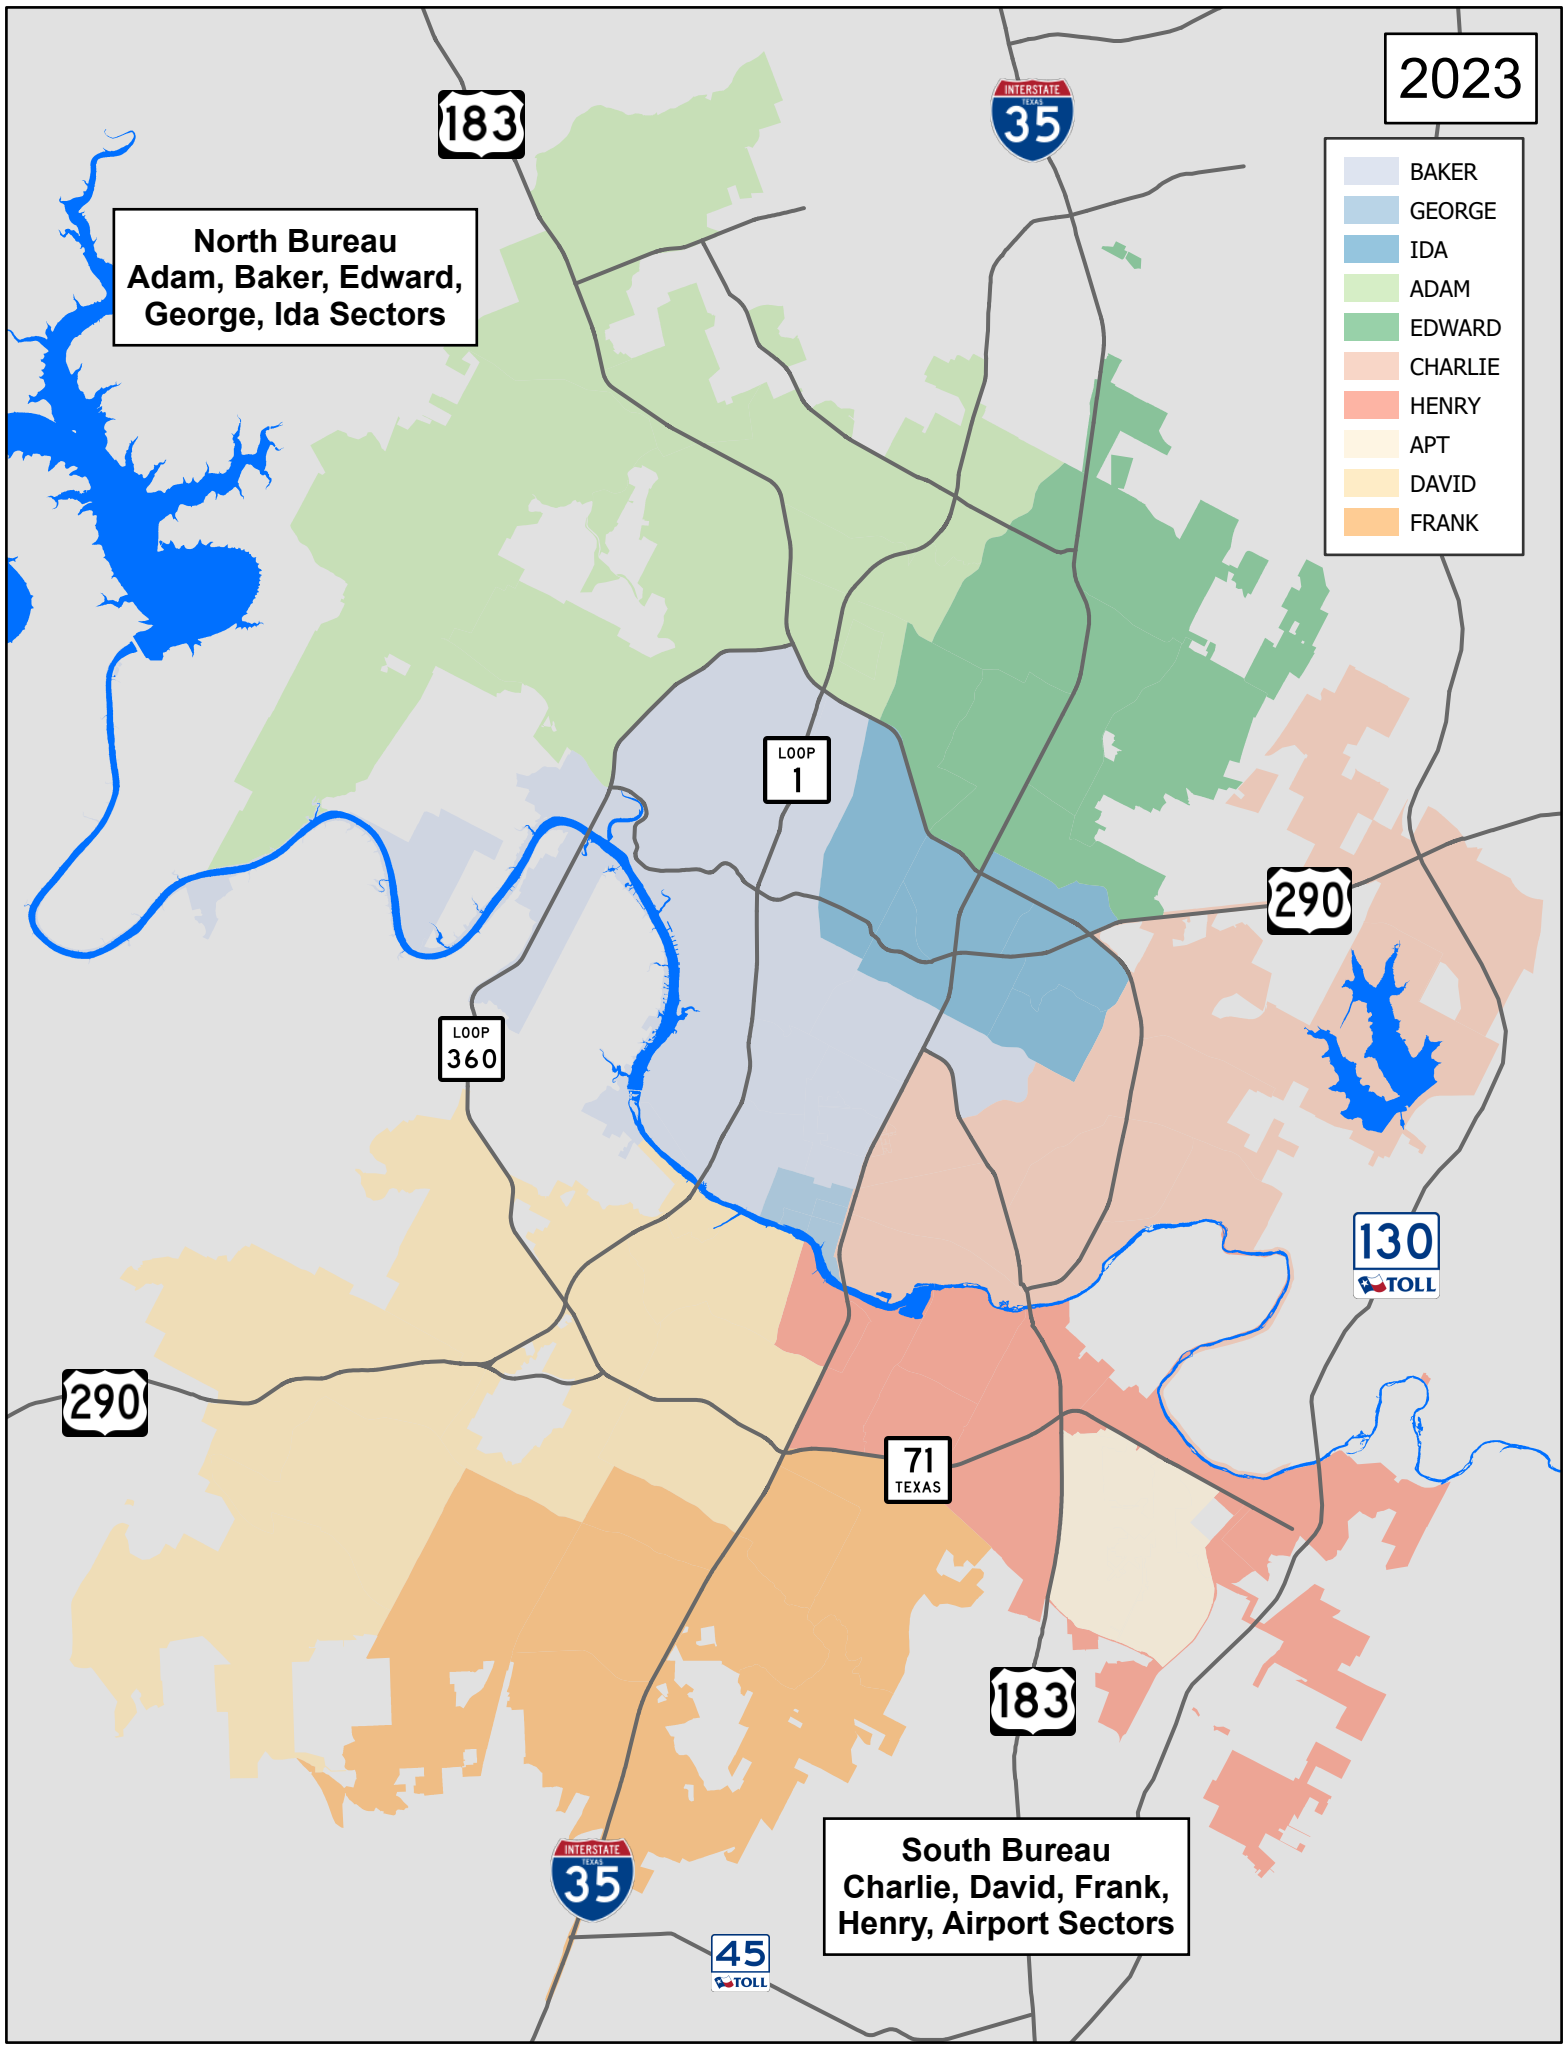 2023
183
INTERSTATE
TEXAS
35
BAKER
GEORGE
IDA
ADAM
EDWARD
CHARLIE
HENRY
APT
DAVID
FRANK
North Bureau
Adam, Baker, Edward,
George, Ida Sectors
LOOP
1
290
LOOP
360
130
TOLL
290
71
TEXAS
183
South Bureau
Charlie, David, Frank,
Henry, Airport Sectors
INTERSTATE
TEXAS
35
45
TOLL